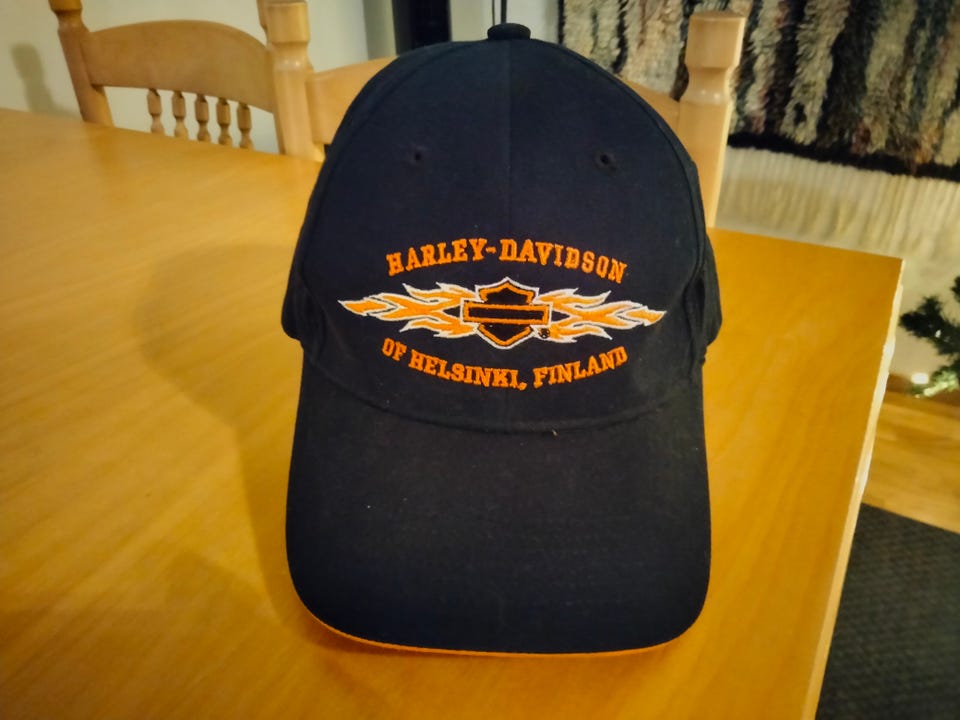 HARLEY-DAVIDSON
OF HELSINKI, FINLAND